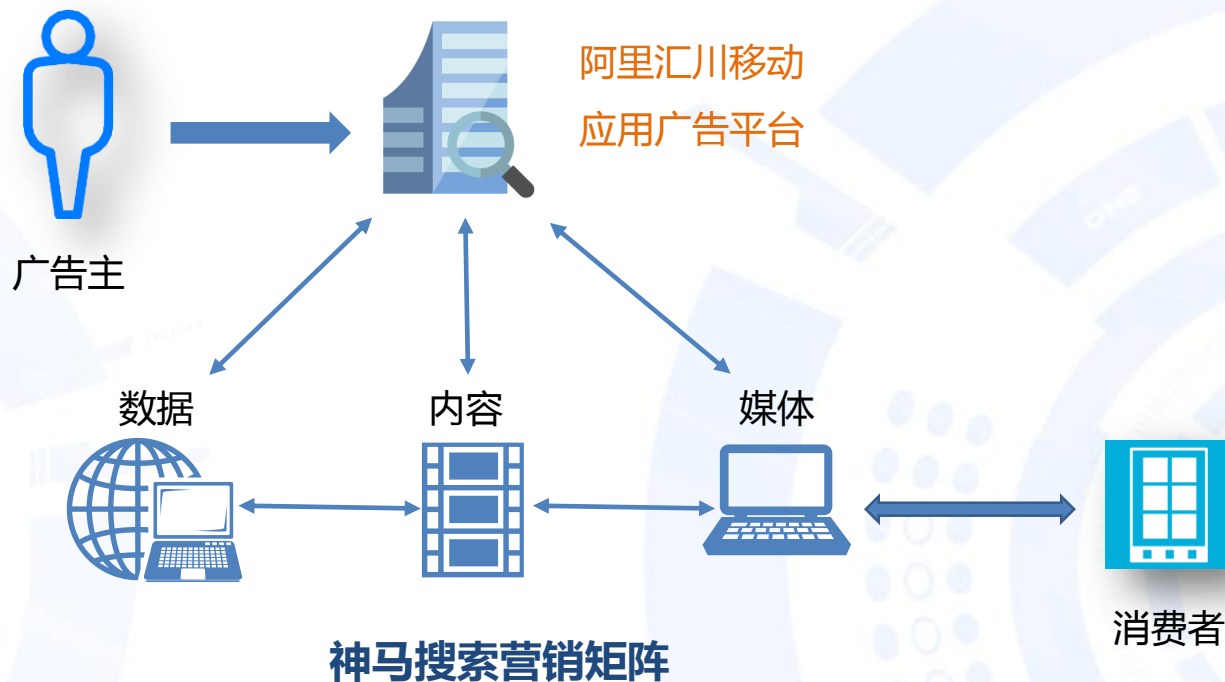 阿里汇川移动
应用广告平台
广告主
数据
内容
媒体
消费者
神马搜索营销矩阵